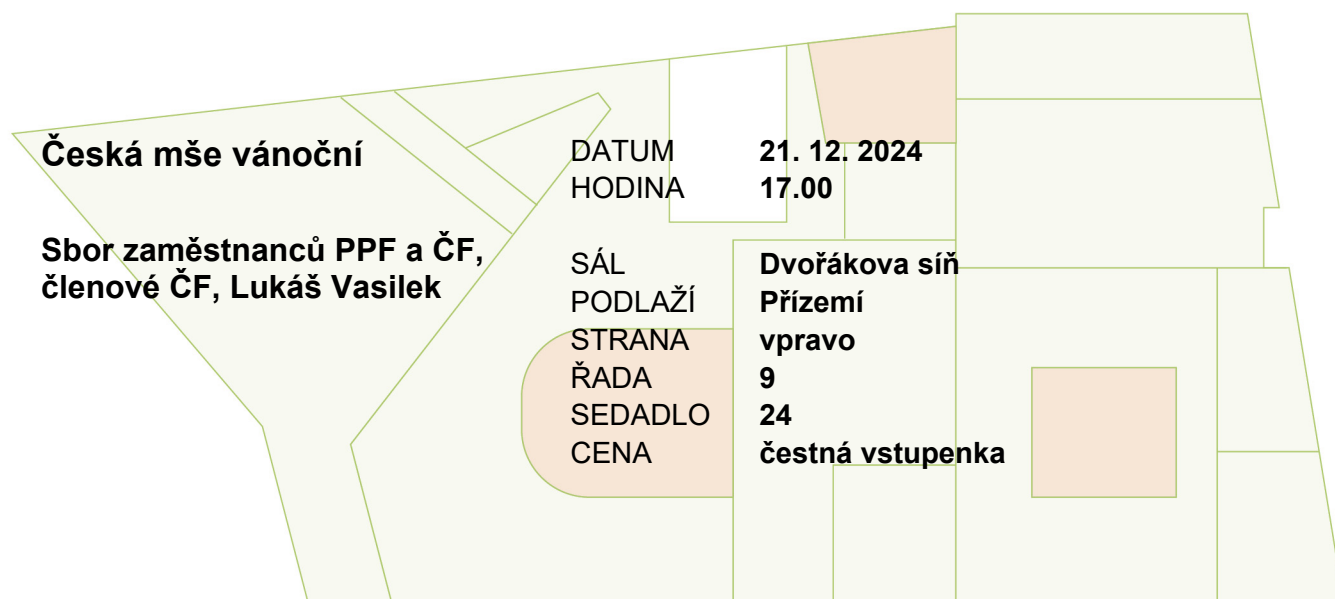 Česká mše vánoční
Sbor zaměstnanců PPF a ČF,
členové ČF, Lukáš Vasilek
DATUM 21. 12. 2024
HODINA 17.00
SÁL Dvořákova síň
PODLAŽÍ Přízemí
STRANA vpravo
ŘADA 9
SEDADLO 24
CENA čestná vstupenka